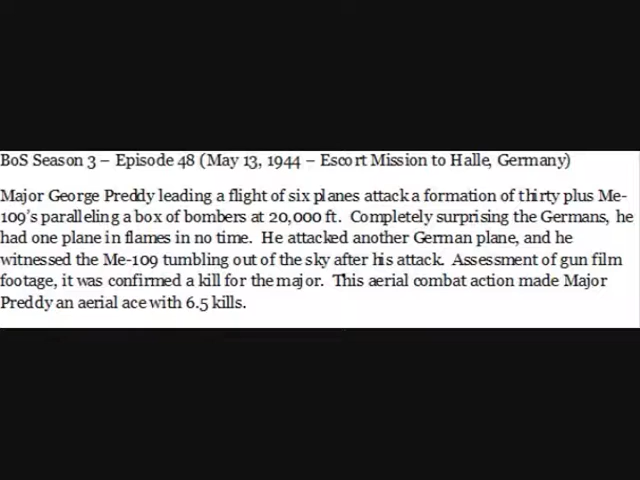 BoS Season 3 – Episode 48 (May 13, 1944 – Escort Mission to Halle, Germany)
Major George Preddy leading a flight of six planes attack a formation of thirty plus Me-
109's paralleling a box of bombers at 20,000 ft.  Completely surprising the Germans, he
had one plane in flames in no time.  He attacked another German plane, and he
witnessed the Me-109 tumbling out of the sky after his attack.  Assessment of gun film
footage, it was confirmed a kill for the major.  This aerial combat action made Major
Preddy an aerial ace with 6.5 kills.